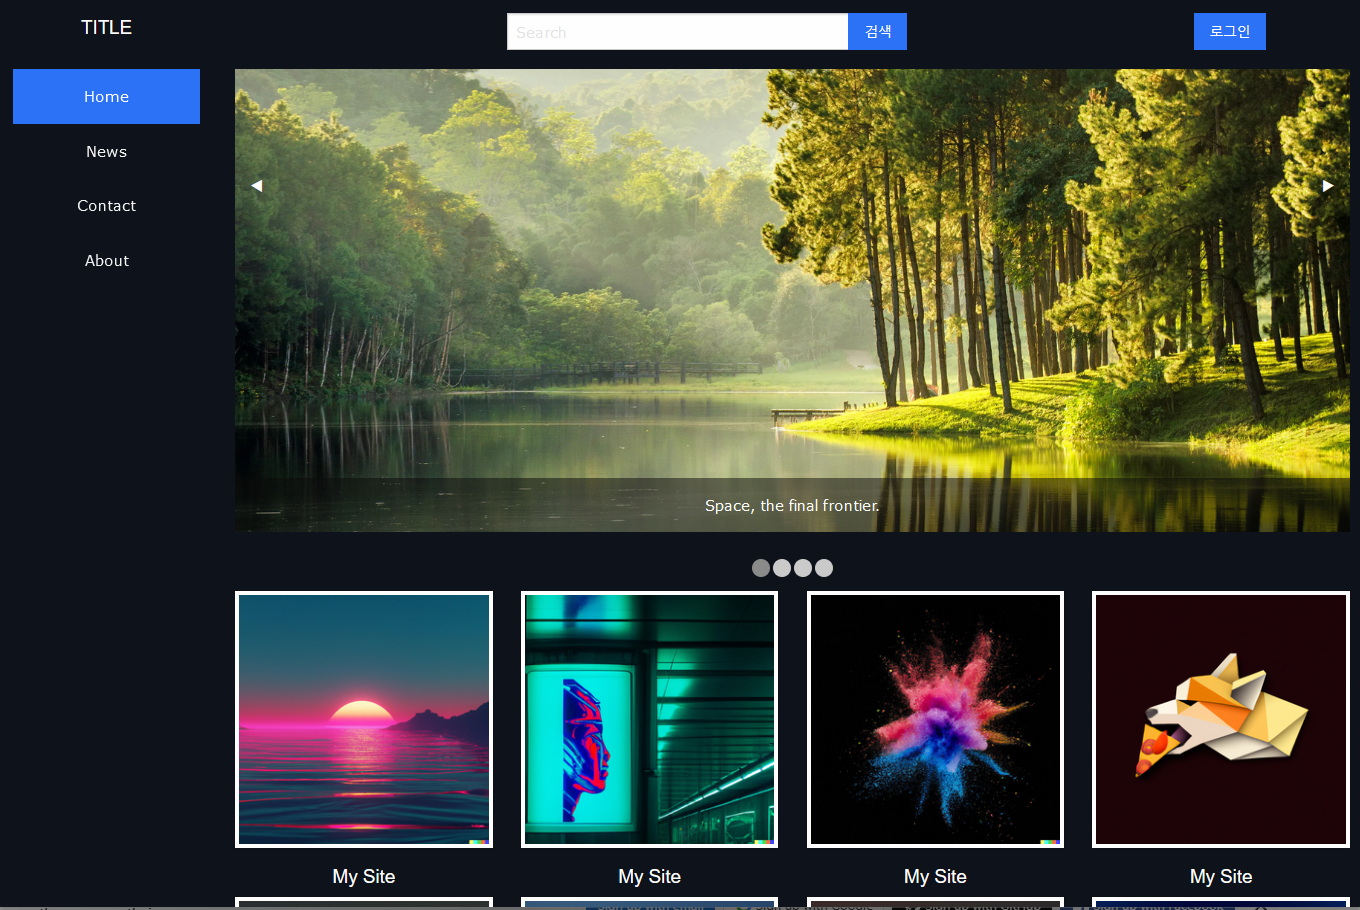 TITLE
Search
검색
로그인
Home
News
Contact
About
Space, the final frontier.
My Site
My Site
My Site
My Site